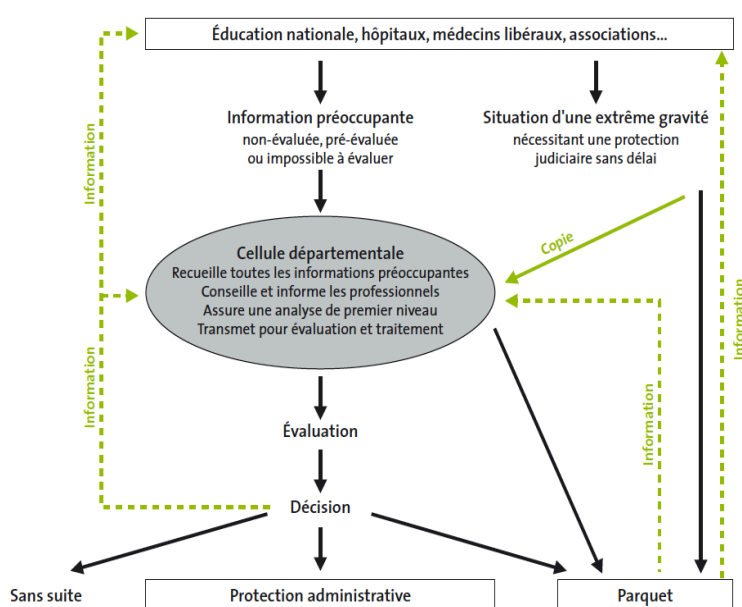 Éducation nationale, hôpitaux, médecins libéraux, associations...
Information préoccupante
non-évaluée, pré-évaluée
ou impossible à évaluer
Situation d'une extrême gravité
nécessitant une protection
judiciaire sans délai
Information
Copie
Cellule départementale
Recueille toutes les informations préoccupantes
Conseille et informe les professionnels
Assure une analyse de premier niveau
Transmet pour évaluation et traitement
Information
Information
Information
Évaluation
Décision
Sans suite
Protection administrative
Parquet